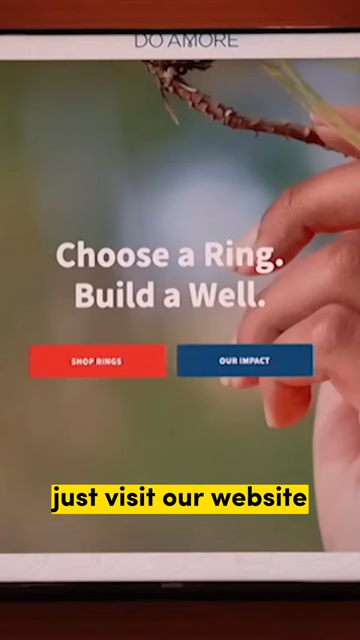 DO AMORE
Choose a Ring.
Build a Well.
SHOP RINGS
OUR IMPACT
just visit our website